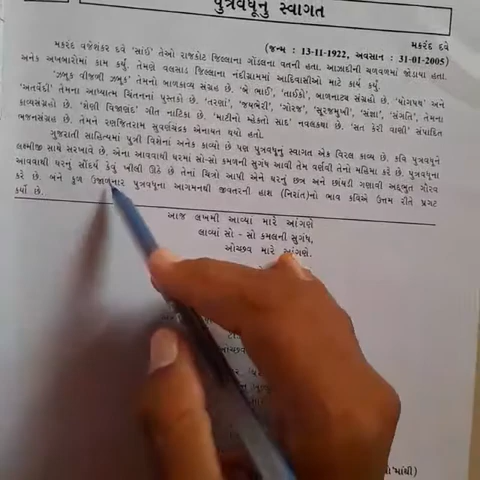 પુત્રવધૂનું સ્વાગત
મકરંદ દવે
(જન્મ : 13-11-1922, અવસાન : 31-01-2005)
મકરંદ વજેશંકર દવે 'સાંઈ' તેઓ રાજકોટ જિલ્લાના ગોંડલના વતની હતા. આઝાદીની ચળવળમાં જોડાયા હતા.
અનેક અખબારોમાં કામ કર્યું. તેમણે વલસાડ જિલ્લાના નંદીગ્રામમાં આદિવાસીઓ માટે કાર્ય કર્યું.
'ઝબૂક વીજળી ઝબૂક' તેમનો બાળકાવ્ય સંગ્રહ છે. 'બે ભાઈ', 'તાઈકો', બાળનાટ્ય સંગ્રહો છે. 'યોગપથ' અને
'અતર્વેદી' તેમનાં આધ્યાત્મ ચિંતનનાં પુસ્તકો છે. 'તરણાં', 'જયભેરી', 'ગોરજ', 'સૂરજમુખી', 'સંજ્ઞા', 'સંગતિ', તેમના
કાવ્યસંગ્રહો છે. 'શેણી વિજાણંદ' ગીત નાટિકા છે. 'માટીનો મ્હેકતો સાદ' નવલકથા છે. 'સત કેરી વાણી' સંપાદિત
ભજનસંગ્રહ છે. તેમને રણજિતરામ સુવર્ણચંદ્રક એનાયત થયો હતો.
ગુજરાતી સાહિત્યમાં પુત્રી વિશેનાં અનેક કાવ્યો છે પણ પુત્રવધૂનું સ્વાગત એક વિરલ કાવ્ય છે. કવિ પુત્રવધૂને
લક્ષ્મીજી સાથે સરખાવે છે. એના આવવાથી ઘરમાં સો-સો કમળની સુગંધ આવી તેમ વર્ણવી તેનો મહિમા કરે છે. પુત્રવધૂના
આવવાથી ઘરનું સૌંદર્ય કેવું ખીલી ઊઠે છે તેનાં ચિત્રો આપી એને ઘરનું છત્ર અને છાંયડી ગણાવી અદ્ભુત ગૌરવ
કરે છે. બંને કુળ ઉજાળનાર પુત્રવધૂના આગમનથી જીવતરની હાશ (નિરાંત)નો ભાવ કવિએ ઉત્તમ રીતે પ્રગટ
કર્યો છે.
આજ લખમી આવ્યા મારે આંગણે
લાવ્યાં સો - સો કમલની સુગંધ,
ઓચ્છવ મારે આંગણે.